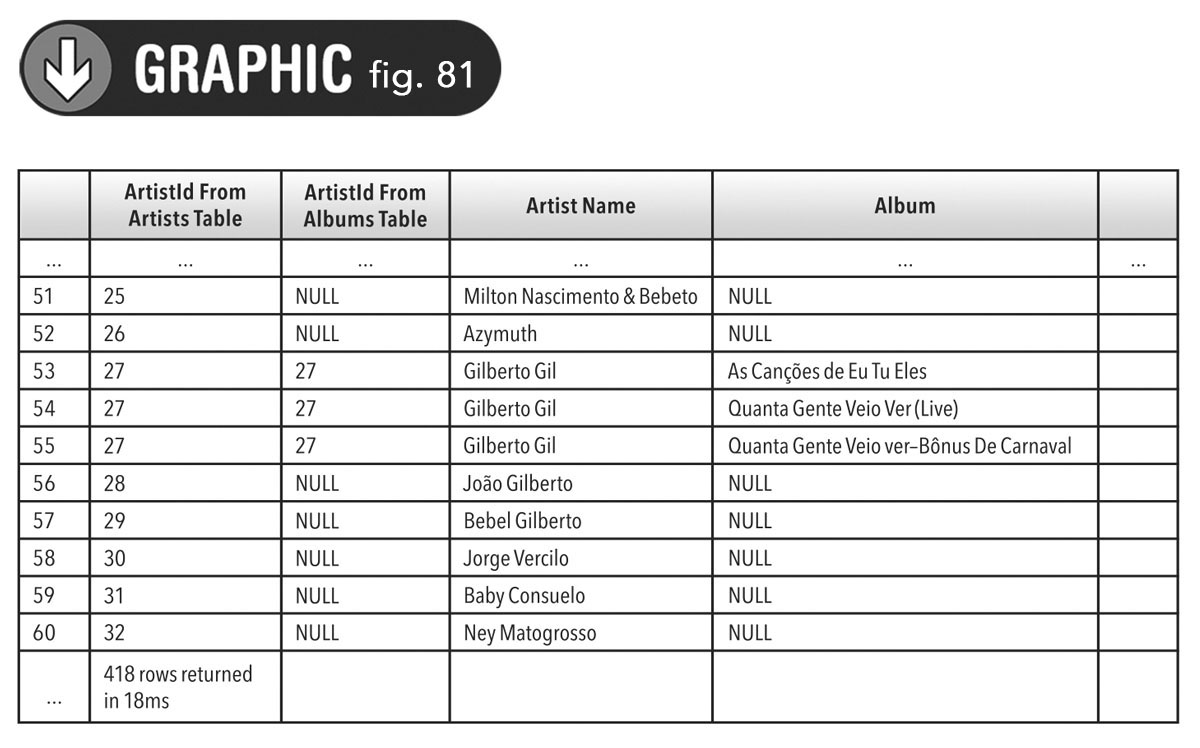 GRAPHIC fig. 81
ArtistId From Artists Table ArtistId From Albums Table Artist Name Album
... ... ... ... ... ...
51 25 NULL Milton Nascimento & Bebeto NULL
52 26 NULL Azymuth NULL
53 27 27 Gilberto Gil As Canções de Eu Tu Eles
54 27 27 Gilberto Gil Quanta Gente Veio Ver (Live)
55 27 27 Gilberto Gil Quanta Gente Veio ver–Bônus De Carnaval
56 28 NULL João Gilberto NULL
57 29 NULL Bebel Gilberto NULL
58 30 NULL Jorge Vercilo NULL
59 31 NULL Baby Consuelo NULL
60 32 NULL Ney Matogrosso NULL
... 418 rows returned in 18ms